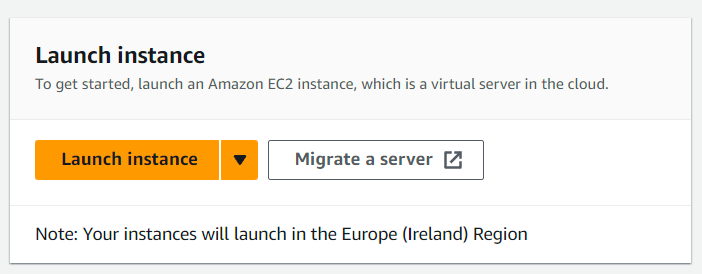 Launch instance
To get started, launch an Amazon EC2 instance, which is a virtual server in the cloud.
Launch instance
Migrate a server
Note: Your instances will launch in the Europe (Ireland) Region